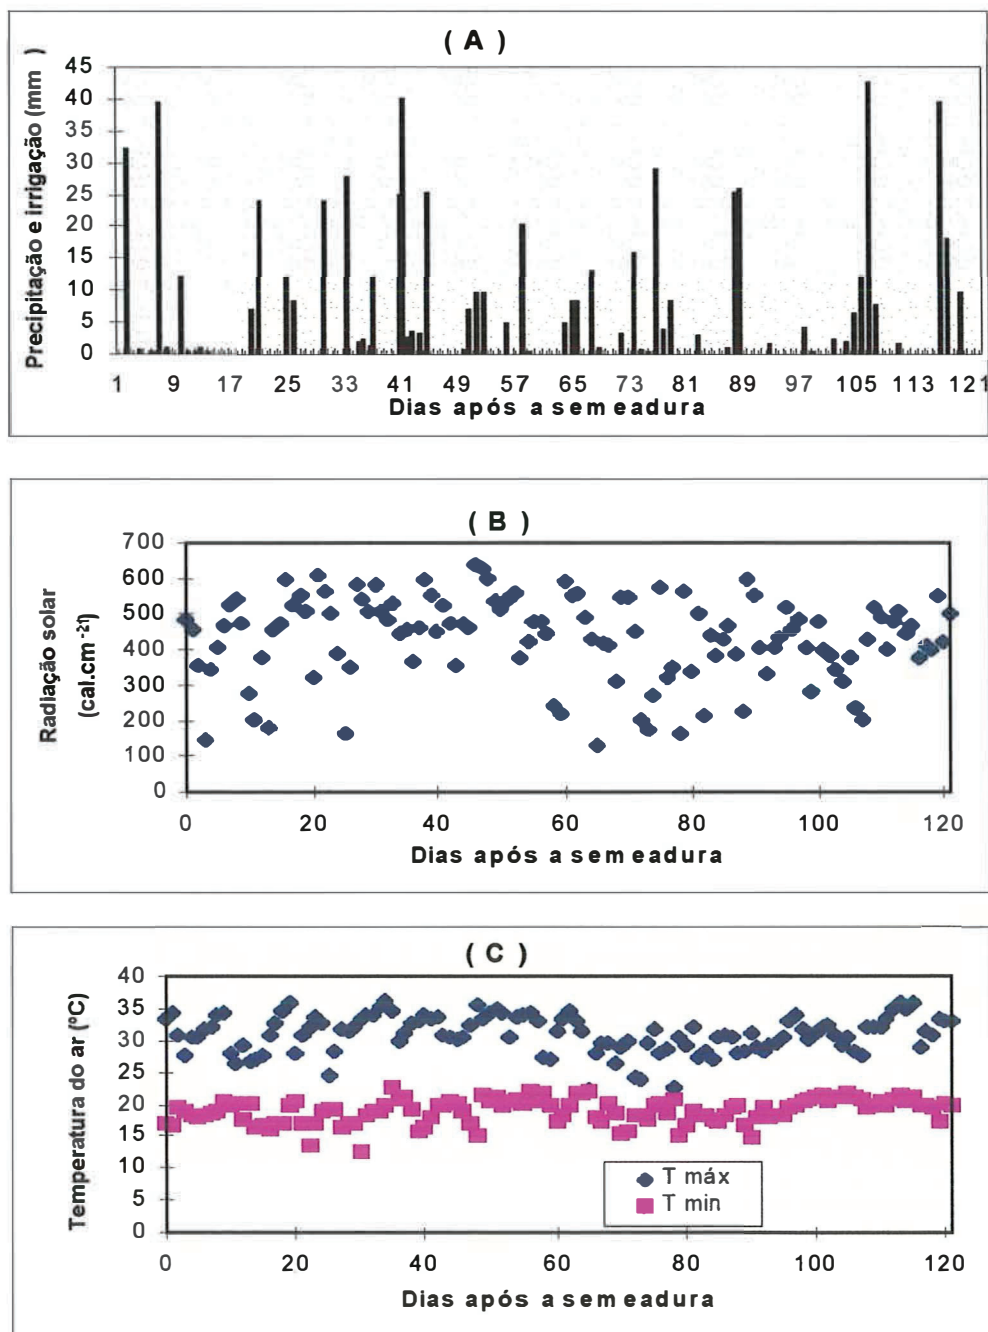 ( A )
Precipitação e irrigação (mm )
45
40
35
30
25
20
15
10
5
0
1 9 17 25 33 41 49 57 65 73 81 89 97 105 113 121
Dias após a semeadura
( B )
Radiação solar
(cal.cm⁻²)
700
600
500
400
300
200
100
0
0 20 40 60 80 100 120
Dias após a semeadura
( C )
Temperatura do ar (ºC)
40
35
30
25
20
15
10
5
0
T máx
T min
0 20 40 60 80 100 120
Dias após a semeadura